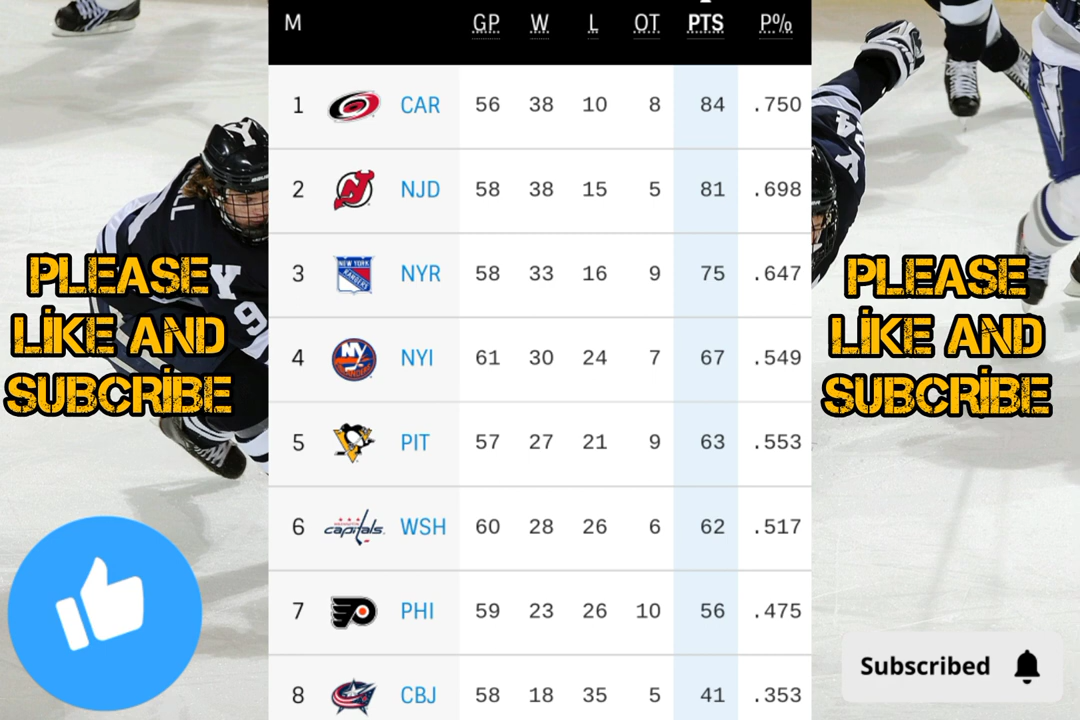 M GP W L OT PTS P%
1 CAR 56 38 10 8 84 .750
2 NJD 58 38 15 5 81 .698
3 NEW YORK RANGERS NYR 58 33 16 9 75 .647
4 NY NYI 61 30 24 7 67 .549
5 PIT 57 27 21 9 63 .553
6 capitals WSH 60 28 26 6 62 .517
7 PHI 59 23 26 10 56 .475
8 CBJ 58 18 35 5 41 .353
PLEASE
LİKE AND
SUBCRİBE
PLEASE
LİKE AND
SUBCRİBE
Subscribed
Y
Y
9